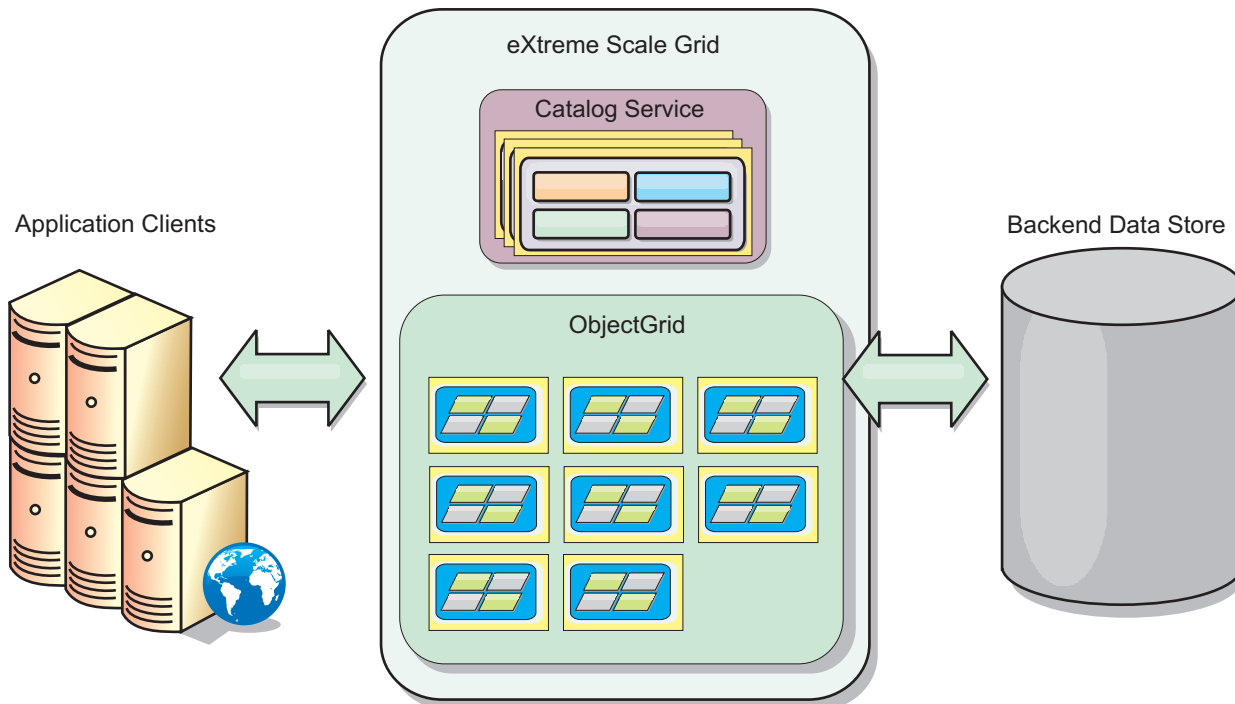 eXtreme Scale Grid
Catalog Service
Application Clients
Backend Data Store
ObjectGrid